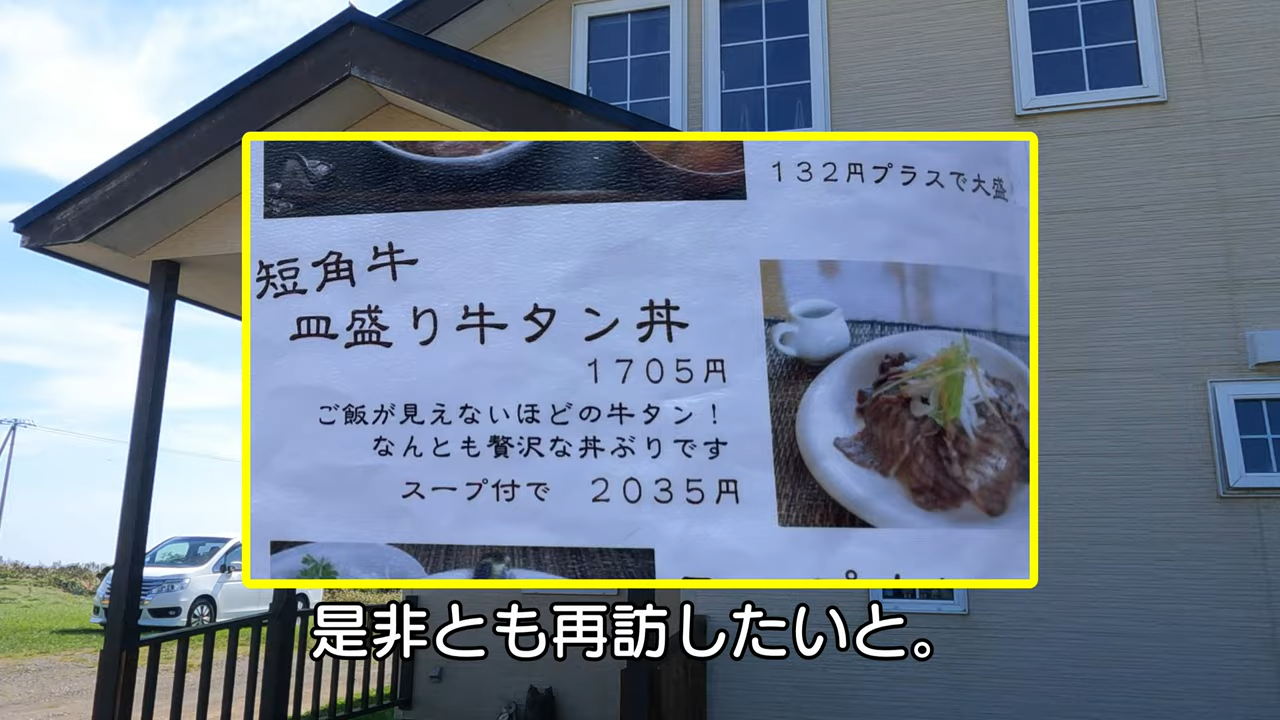 132円プラスで大盛
短角牛
皿盛り牛タン丼
1705円
ご飯が見えないほどの牛タン！
なんとも贅沢な丼ぶりです
スープ付で　2035円
是非とも再訪したいと。